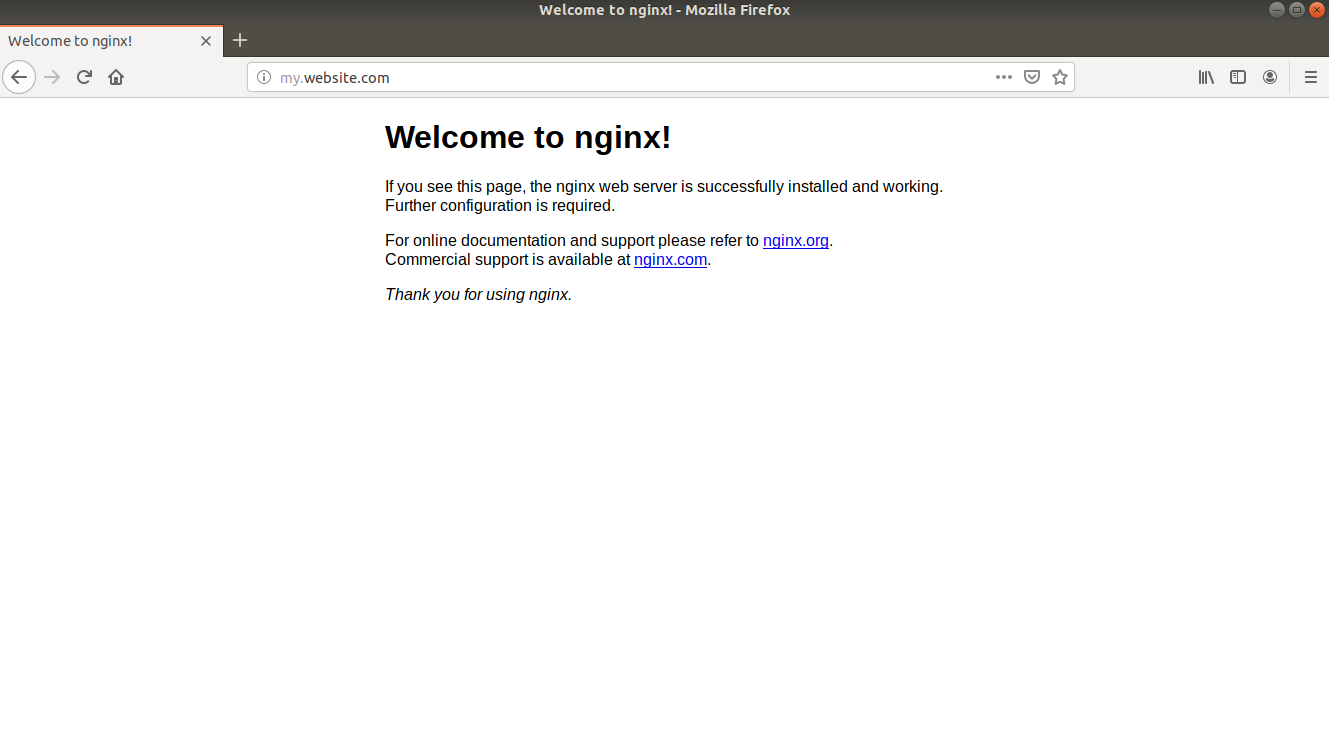 Welcome to nginx! - Mozilla Firefox
Welcome to nginx!
my.website.com
Welcome to nginx!
If you see this page, the nginx web server is successfully installed and working.
Further configuration is required.
For online documentation and support please refer to nginx.org.
Commercial support is available at nginx.com.
Thank you for using nginx.